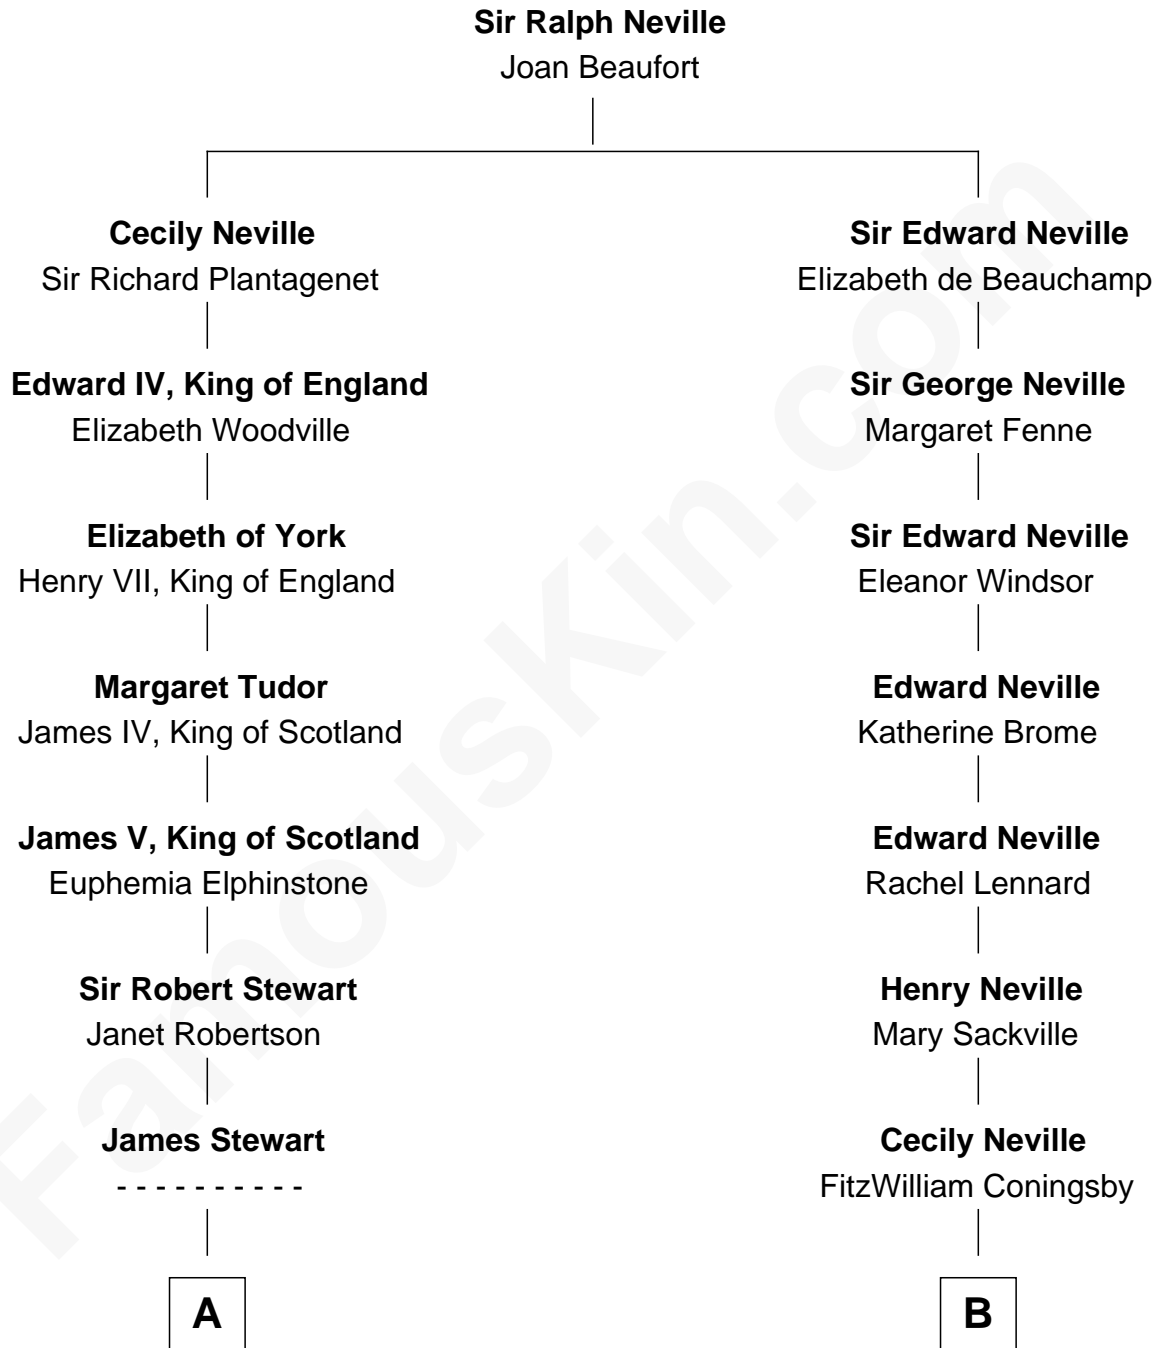 Sir Ralph Neville
Joan Beaufort
Cecily Neville
Sir Richard Plantagenet
Sir Edward Neville
Elizabeth de Beauchamp
Edward IV, King of England
Elizabeth Woodville
Sir George Neville
Margaret Fenne
Elizabeth of York
Henry VII, King of England
Sir Edward Neville
Eleanor Windsor
Margaret Tudor
James IV, King of Scotland
Edward Neville
Katherine Brome
James V, King of Scotland
Euphemia Elphinstone
Edward Neville
Rachel Lennard
Sir Robert Stewart
Janet Robertson
Henry Neville
Mary Sackville
James Stewart
- - - - - - - - - -
Cecily Neville
FitzWilliam Coningsby
A
B
FamousKin.com